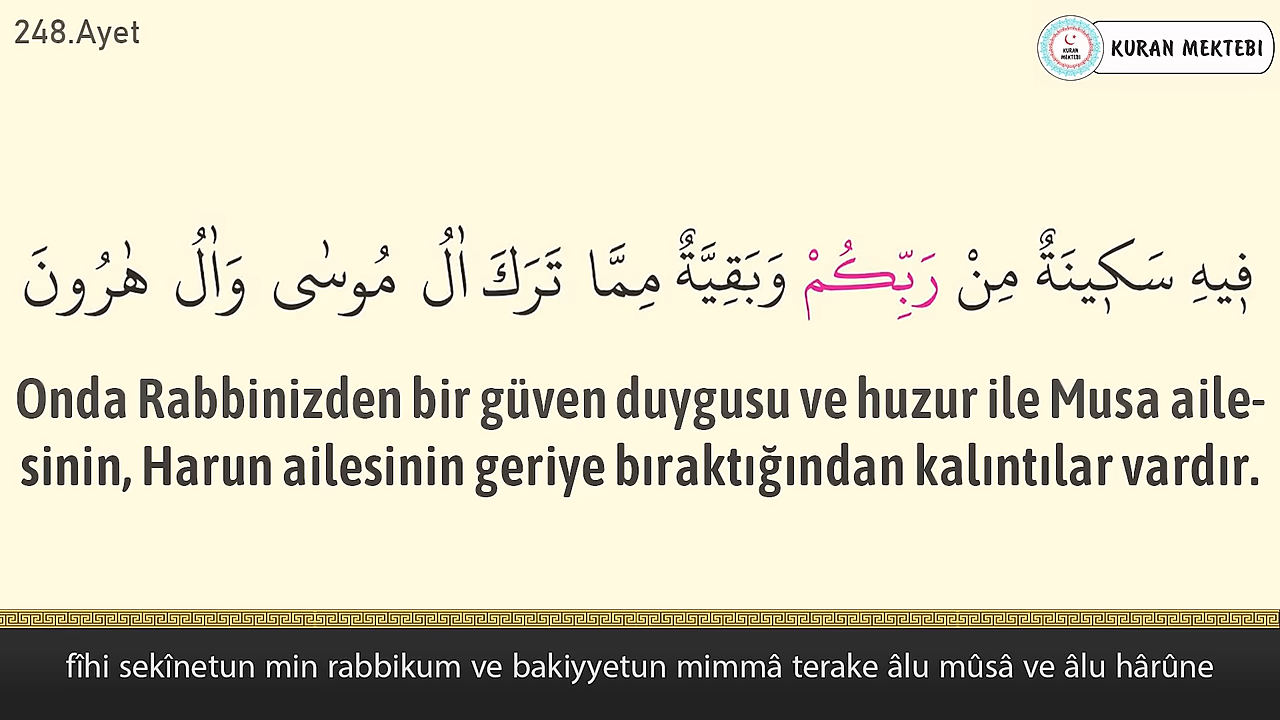 248.Ayet
KURAN MEKTEBI
KURAN
MEKTEBİ
ف۪يهِ سَك۪ينَةٌ مِنْ رَبِّكُمْ وَبَقِيَّةٌ مِمَّا تَرَكَ اٰلُ مُوسٰى وَاٰلُ هٰرُونَ
Onda Rabbinizden bir güven duygusu ve huzur ile Musa aile-
sinin, Harun ailesinin geriye bıraktığından kalıntılar vardır.
fîhi sekînetun min rabbikum ve bakiyyetun mimmâ terake âlu mûsâ ve âlu hârûne